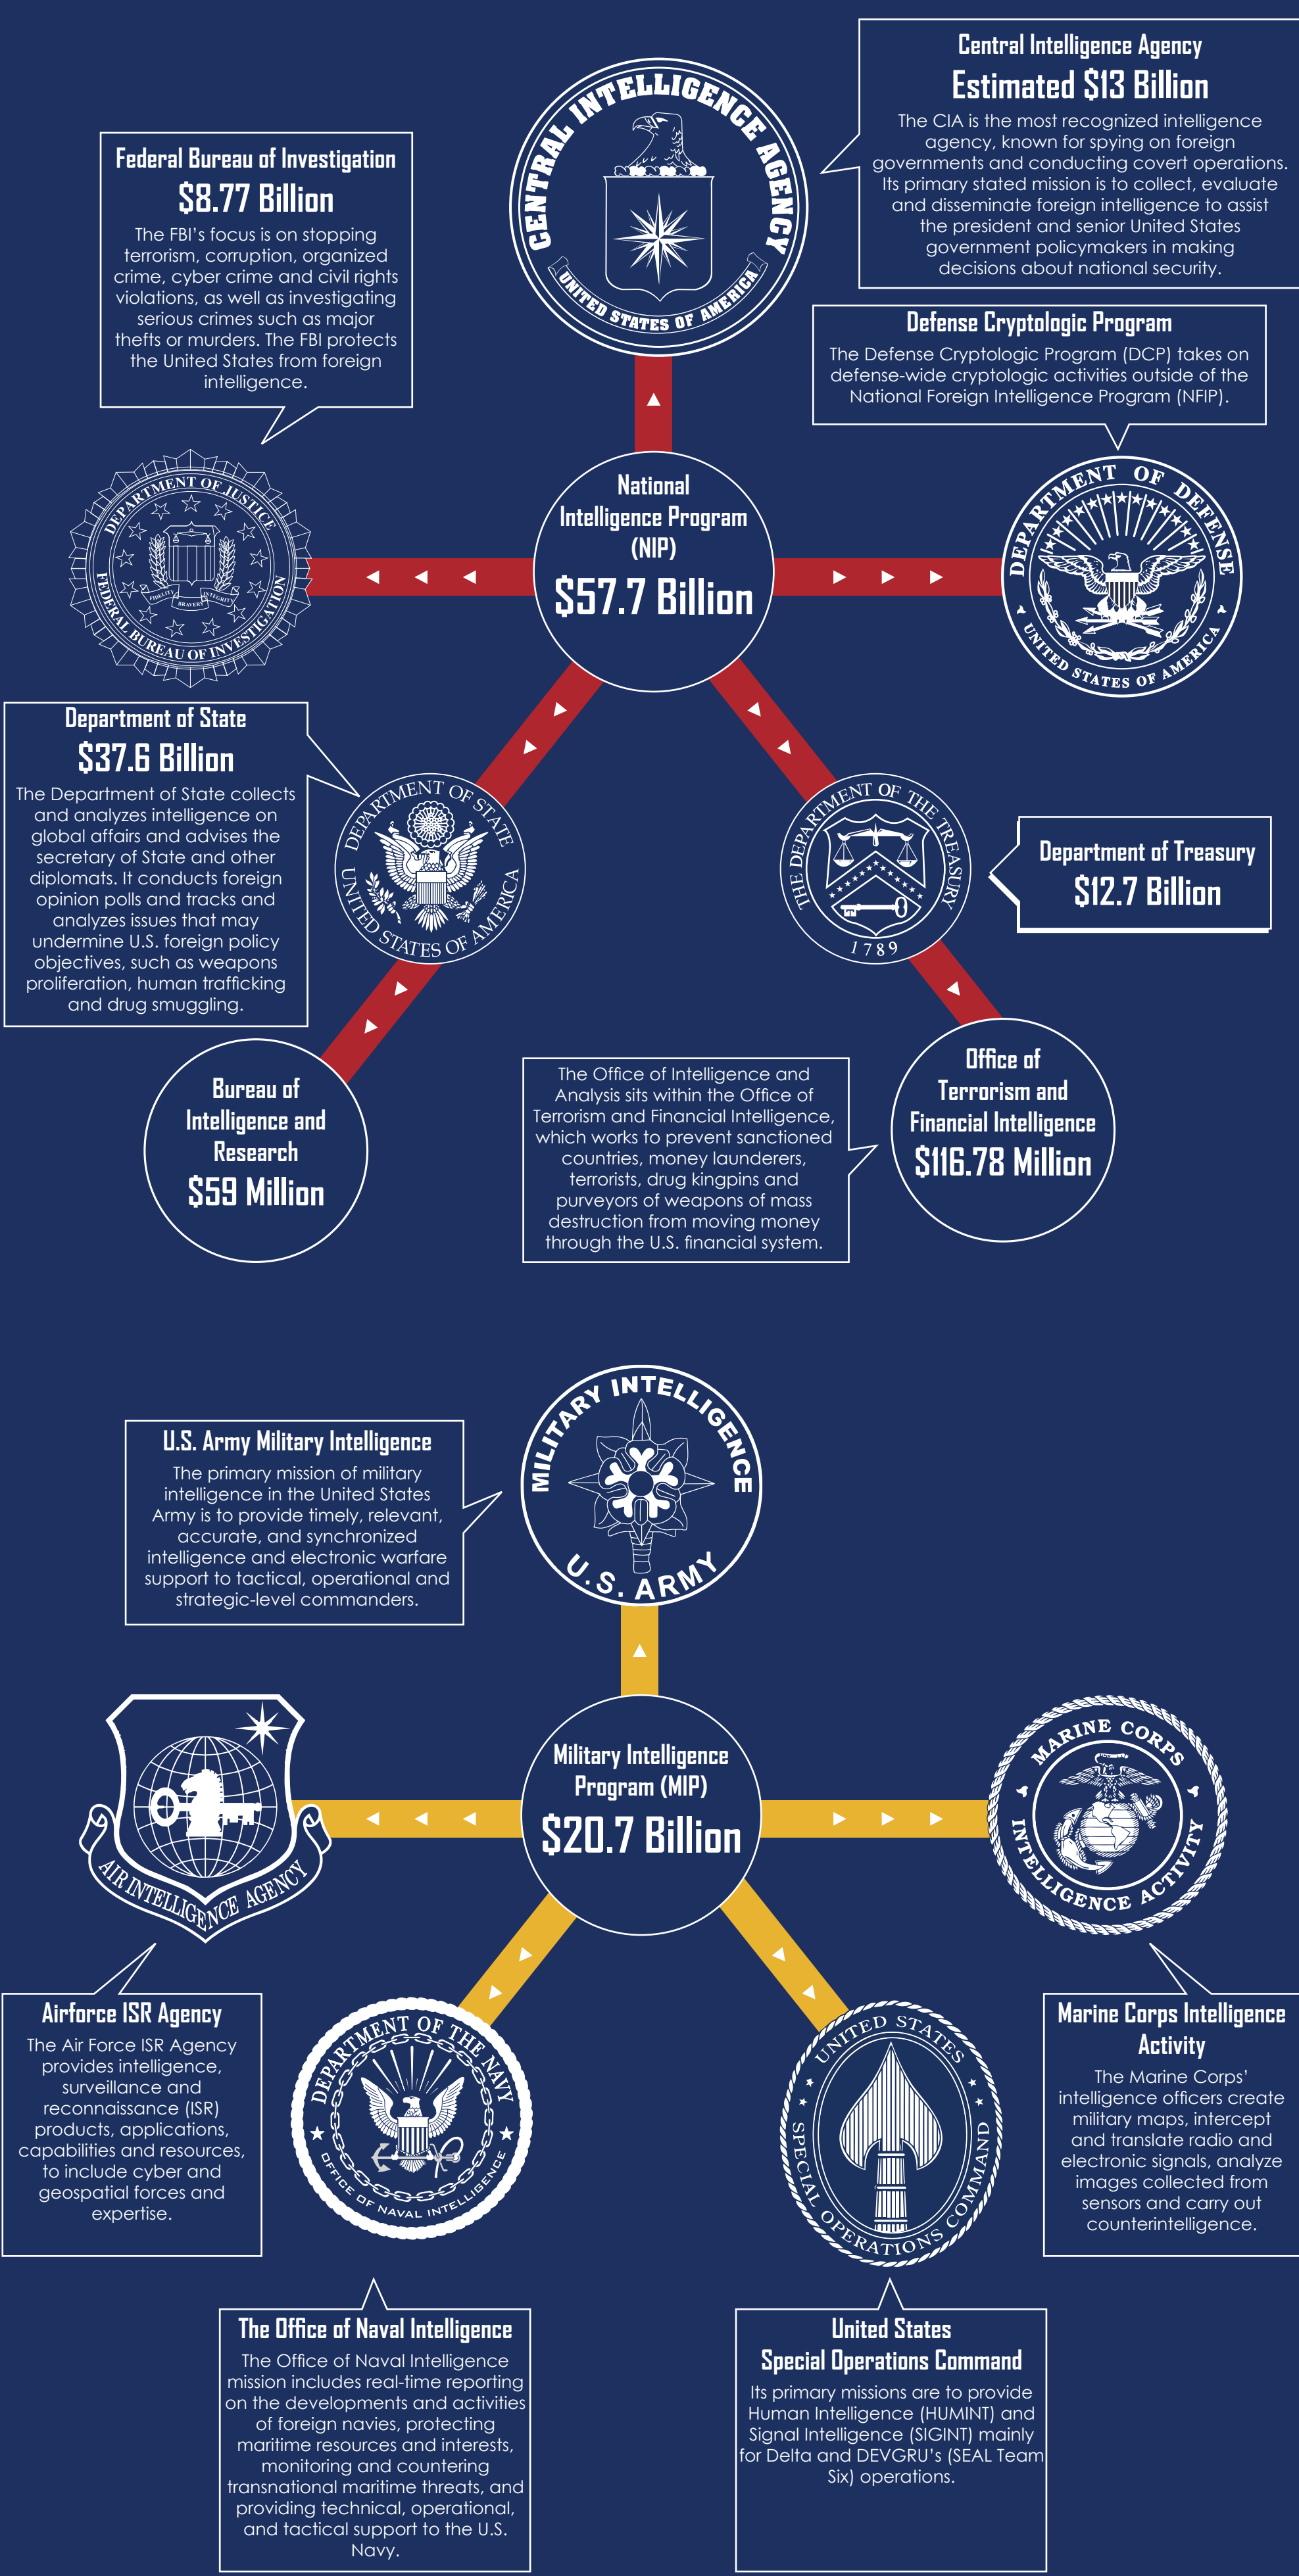 Central Intelligence Agency
Estimated $13 Billion
The CIA is the most recognized intelligence
agency, known for spying on foreign
governments and conducting covert operations.
Its primary stated mission is to collect, evaluate
and disseminate foreign intelligence to assist
the president and senior United States
government policymakers in making
decisions about national security.
CENTRAL INTELLIGENCE AGENCY
UNITED STATES OF AMERICA
Federal Bureau of Investigation
$8.77 Billion
The FBI's focus is on stopping
terrorism, corruption, organized
crime, cyber crime and civil rights
violations, as well as investigating
serious crimes such as major
thefts or murders. The FBI protects
the United States from foreign
intelligence.
Defense Cryptologic Program
The Defense Cryptologic Program (DCP) takes on
defense-wide cryptologic activities outside of the
National Foreign Intelligence Program (NFIP).
DEPARTMENT OF JUSTICE
FIDELITY BRAVERY INTEGRITY
FEDERAL BUREAU OF INVESTIGATION
National
Intelligence Program
(NIP)
$57.7 Billion
DEPARTMENT OF DEFENSE
UNITED STATES OF AMERICA
Department of State
$37.6 Billion
The Department of State collects
and analyzes intelligence on
global affairs and advises the
secretary of State and other
diplomats. It conducts foreign
opinion polls and tracks and
analyzes issues that may
undermine U.S. foreign policy
objectives, such as weapons
proliferation, human trafficking
and drug smuggling.
DEPARTMENT OF STATE
UNITED STATES OF AMERICA
THE DEPARTMENT OF THE TREASURY
1789
Department of Treasury
$12.7 Billion
Bureau of
Intelligence and
Research
$59 Million
The Office of Intelligence and
Analysis sits within the Office of
Terrorism and Financial Intelligence,
which works to prevent sanctioned
countries, money launderers,
terrorists, drug kingpins and
purveyors of weapons of mass
destruction from moving money
through the U.S. financial system.
Office of
Terrorism and
Financial Intelligence
$116.78 Million
MILITARY INTELLIGENCE
U.S. ARMY
U.S. Army Military Intelligence
The primary mission of military
intelligence in the United States
Army is to provide timely, relevant,
accurate, and synchronized
intelligence and electronic warfare
support to tactical, operational and
strategic-level commanders.
AIR INTELLIGENCE AGENCY
Military Intelligence
Program (MIP)
$20.7 Billion
MARINE CORPS
INTELLIGENCE ACTIVITY
Airforce ISR Agency
The Air Force ISR Agency
provides intelligence,
surveillance and
reconnaissance (ISR)
products, applications,
capabilities and resources,
to include cyber and
geospatial forces and
expertise.
DEPARTMENT OF THE NAVY
OFFICE OF NAVAL INTELLIGENCE
UNITED STATES
SPECIAL OPERATIONS COMMAND
Marine Corps Intelligence
Activity
The Marine Corps'
intelligence officers create
military maps, intercept
and translate radio and
electronic signals, analyze
images collected from
sensors and carry out
counterintelligence.
The Office of Naval Intelligence
The Office of Naval Intelligence
mission includes real-time reporting
on the developments and activities
of foreign navies, protecting
maritime resources and interests,
monitoring and countering
transnational maritime threats, and
providing technical, operational,
and tactical support to the U.S.
Navy.
United States
Special Operations Command
Its primary missions are to provide
Human Intelligence (HUMINT) and
Signal Intelligence (SIGINT) mainly
for Delta and DEVGRU's (SEAL Team
Six) operations.